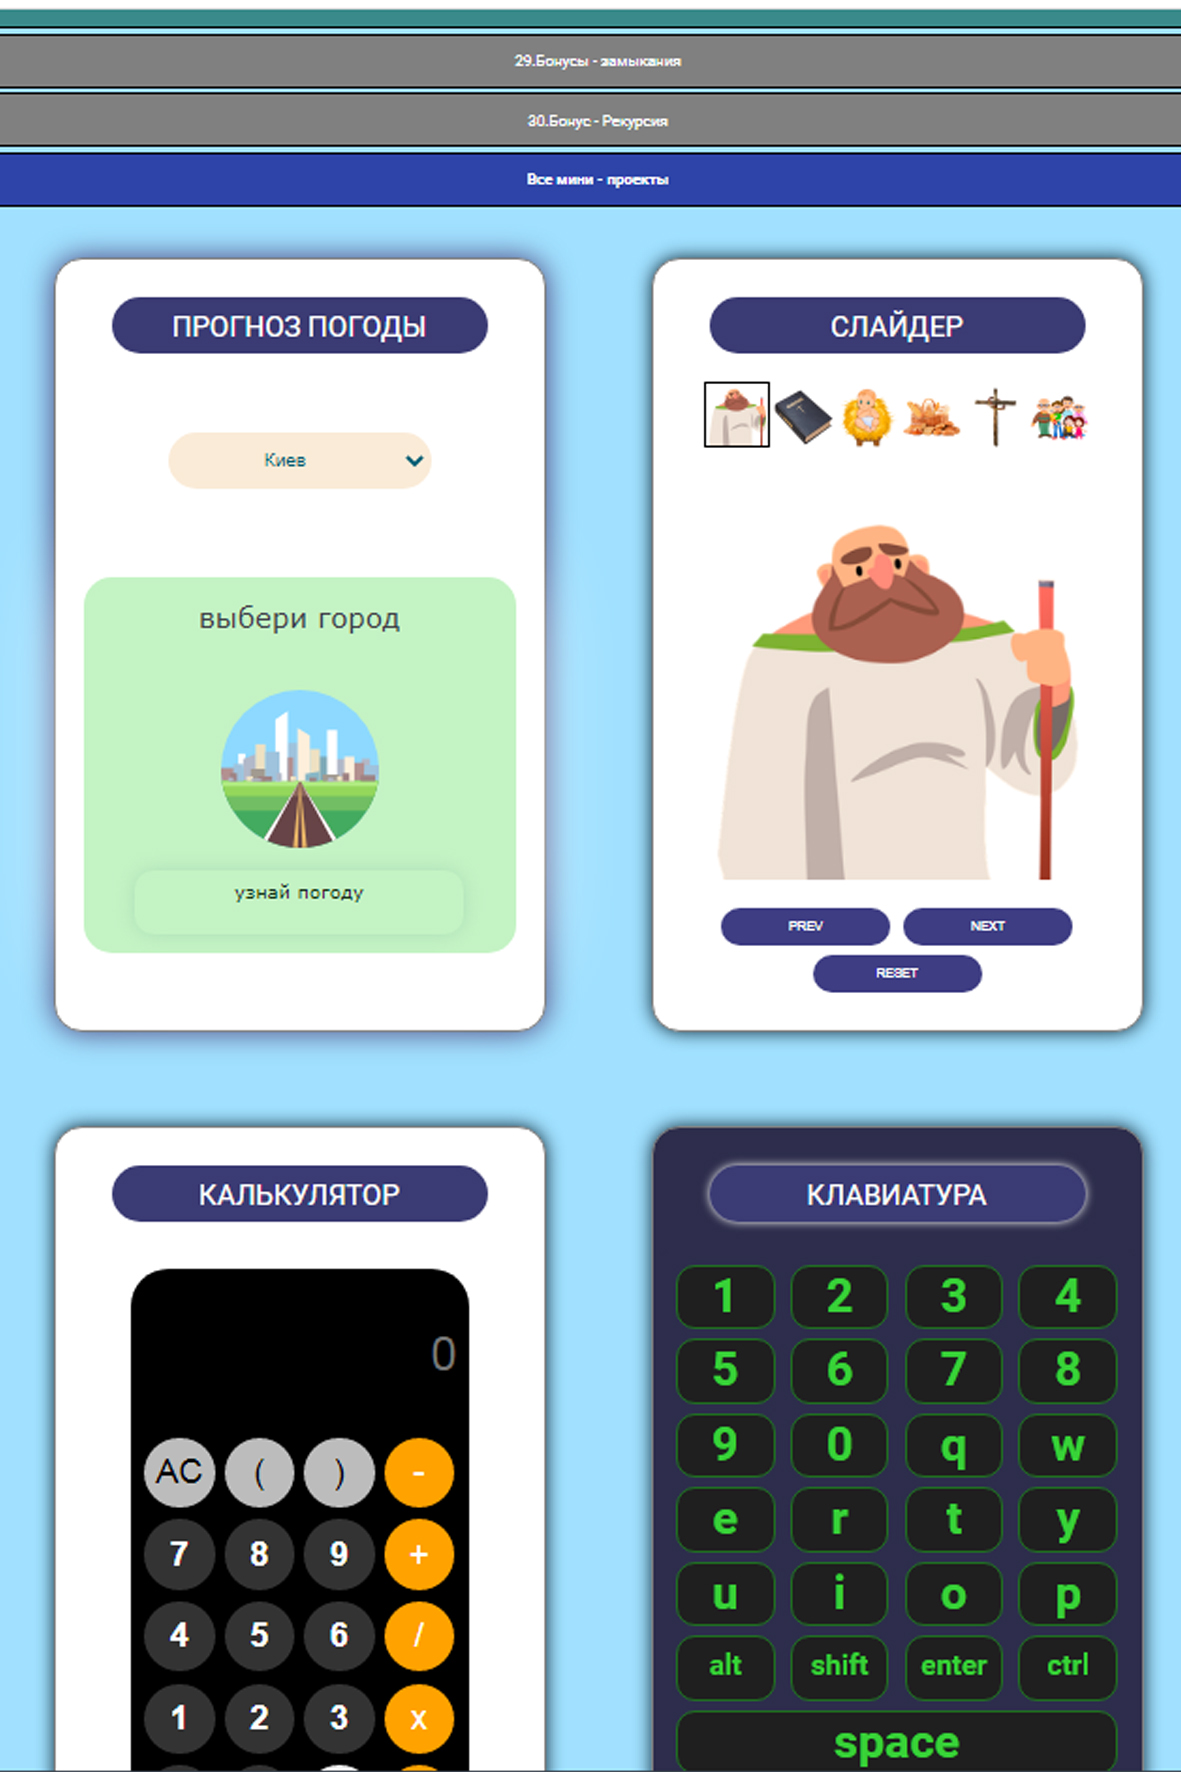 29.Бонусы - замыкания
30.Бонус - Рекурсия
Все мини - проекты
ПРОГНОЗ ПОГОДЫ
Киев
выбери город
узнай погоду
СЛАЙДЕР
PREV NEXT
RESET
КАЛЬКУЛЯТОР
0
AC ( ) -
7 8 9 +
4 5 6 /
1 2 3 x
КЛАВИАТУРА
1 2 3 4
5 6 7 8
9 0 q w
e r t y
u i o p
alt shift enter ctrl
space